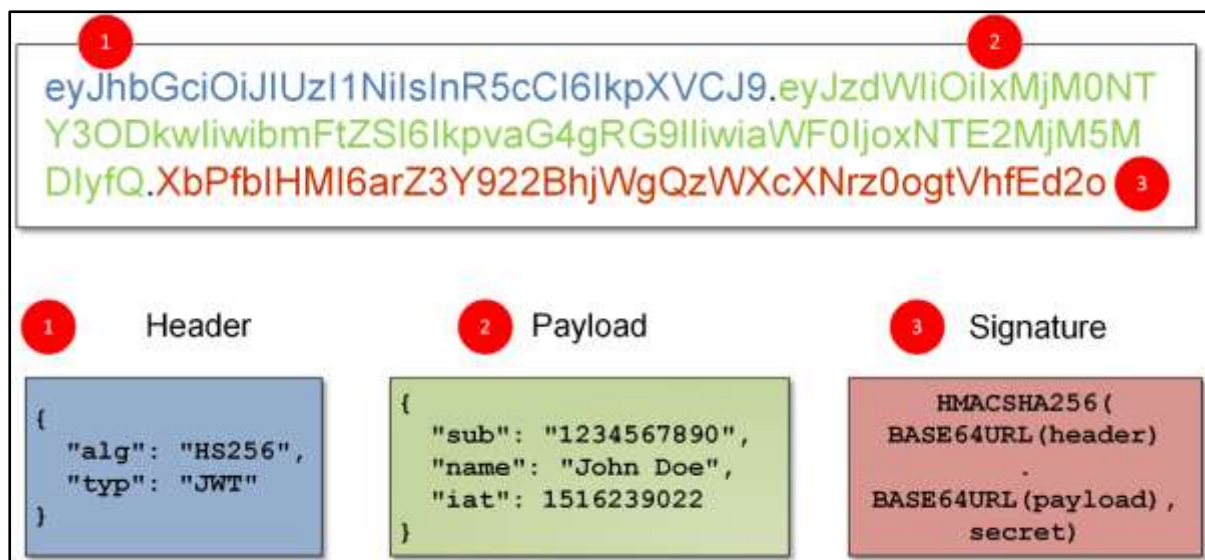 1
2
eyJhbGciOiJIUzI1NiIsInR5cCI6IkpXVCJ9.eyJzdWIiOiIxMjM0NT
Y3ODkwIiwibmFtZSI6IkpvaG4gRG9lIiwiaWF0IjoxNTE2MjM5M
DIyfQ.XbPfbIHMI6arZ3Y922BhjWgQzWXcXNrz0ogtVhfEd2o
3
1
Header
2
Payload
3
Signature
{
"alg": "HS256",
"typ": "JWT"
}
{
"sub": "1234567890",
"name": "John Doe",
"iat": 1516239022
}
HMACSHA256(
BASE64URL(header)
.
BASE64URL(payload),
secret)